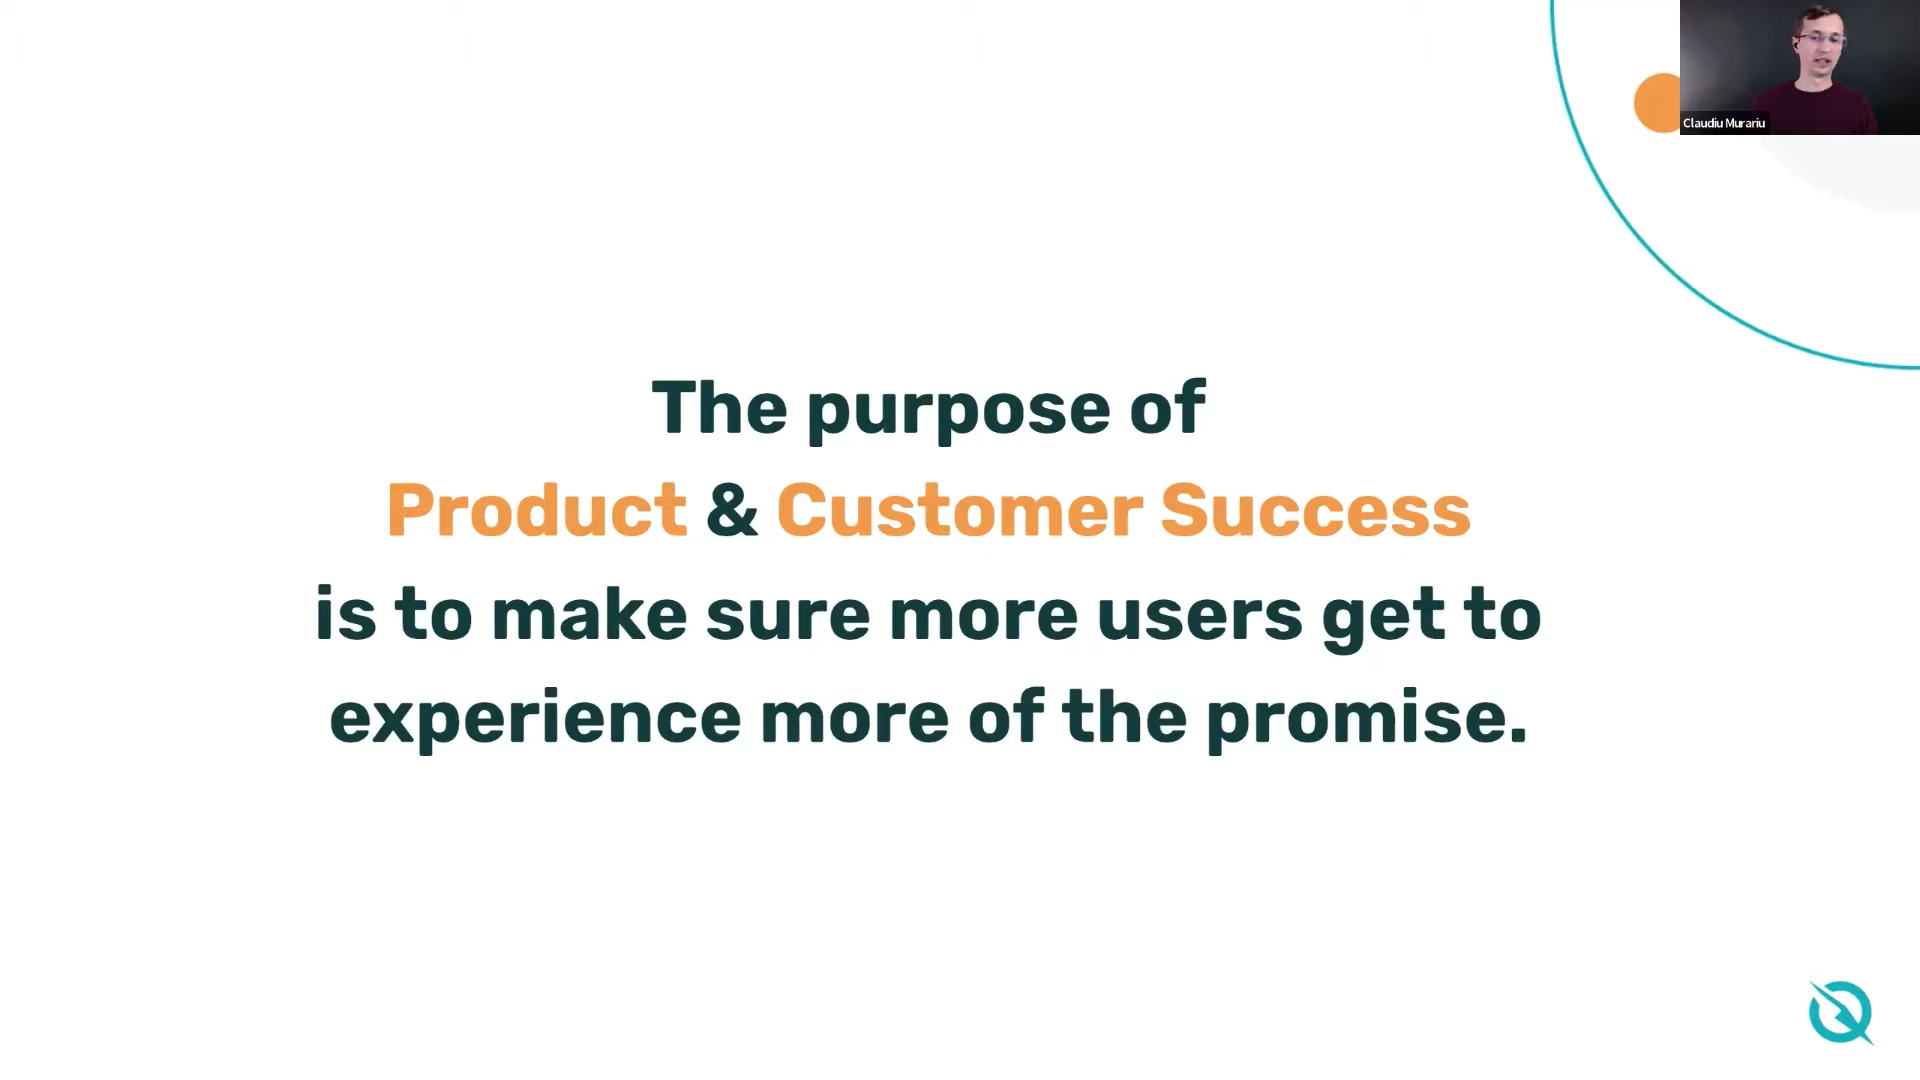 Claudiu Murariu
The purpose of
Product & Customer Success
is to make sure more users get to
experience more of the promise.